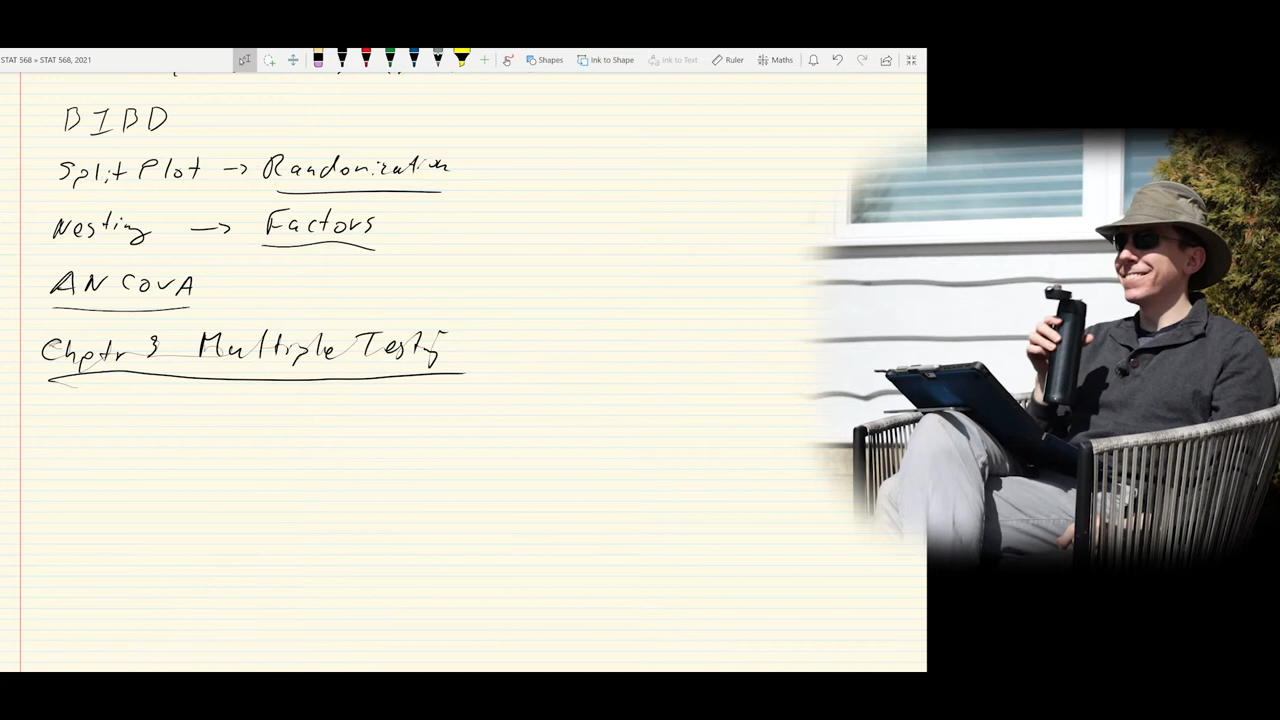 STAT 568 » STAT 568, 2021
Shapes Ink to Shape Ink to Text Ruler Maths
BIBD
Split Plot -> Randomization
Nesting -> Factors
ANCOVA
Chptr 3 Multiple Testing